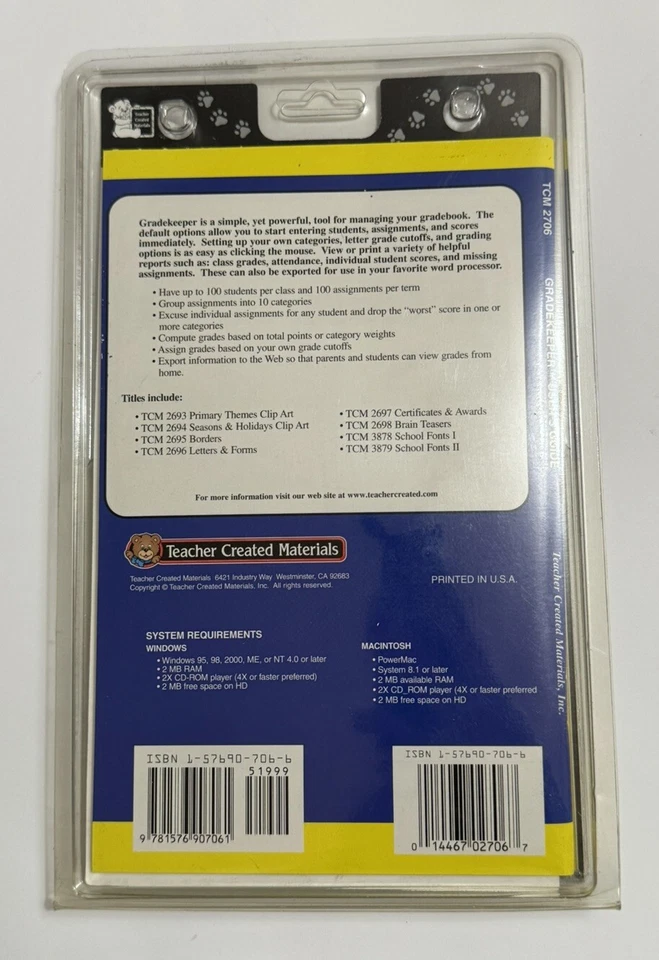 Teacher
Created
Materials
Gradekeeper is a simple, yet powerful, tool for managing your gradebook. The
default options allow you to start entering students, assignments, and scores
immediately. Setting up your own categories, letter grade cutoffs, and grading
options is as easy as clicking the mouse. View or print a variety of helpful
reports such as: class grades, attendance, individual student scores, and missing
assignments. These can also be exported for use in your favorite word processor.
• Have up to 100 students per class and 100 assignments per term
• Group assignments into 10 categories
• Excuse individual assignments for any student and drop the "worst" score in one or
more categories
• Compute grades based on total points or category weights
• Assign grades based on your own grade cutoffs
• Export information to the Web so that parents and students can view grades from
home.
Titles include:
• TCM 2693 Primary Themes Clip Art
• TCM 2694 Seasons & Holidays Clip Art
• TCM 2695 Borders
• TCM 2696 Letters & Forms
• TCM 2697 Certificates & Awards
• TCM 2698 Brain Teasers
• TCM 3878 School Fonts I
• TCM 3879 School Fonts II
For more information visit our web site at www.teachercreated.com
Teacher Created Materials
Teacher Created Materials 6421 Industry Way Westminster, CA 92683
Copyright © Teacher Created Materials, Inc. All rights reserved.
PRINTED IN U.S.A.
SYSTEM REQUIREMENTS
WINDOWS
• Windows 95, 98, 2000, ME, or NT 4.0 or later
• 2 MB RAM
• 2X CD-ROM player (4X or faster preferred)
• 2 MB free space on HD
MACINTOSH
• PowerMac
• System 8.1 or later
• 2 MB available RAM
• 2X CD_ROM player (4X or faster preferred
• 2 MB free space on HD
ISBN 1-57690-706-6
51999
9 781576 907061
ISBN 1-57690-706-6
0 14467 02706 7
TCM 2706
GRADEKEEPER
GUIDE
Teacher Created Materials, Inc.